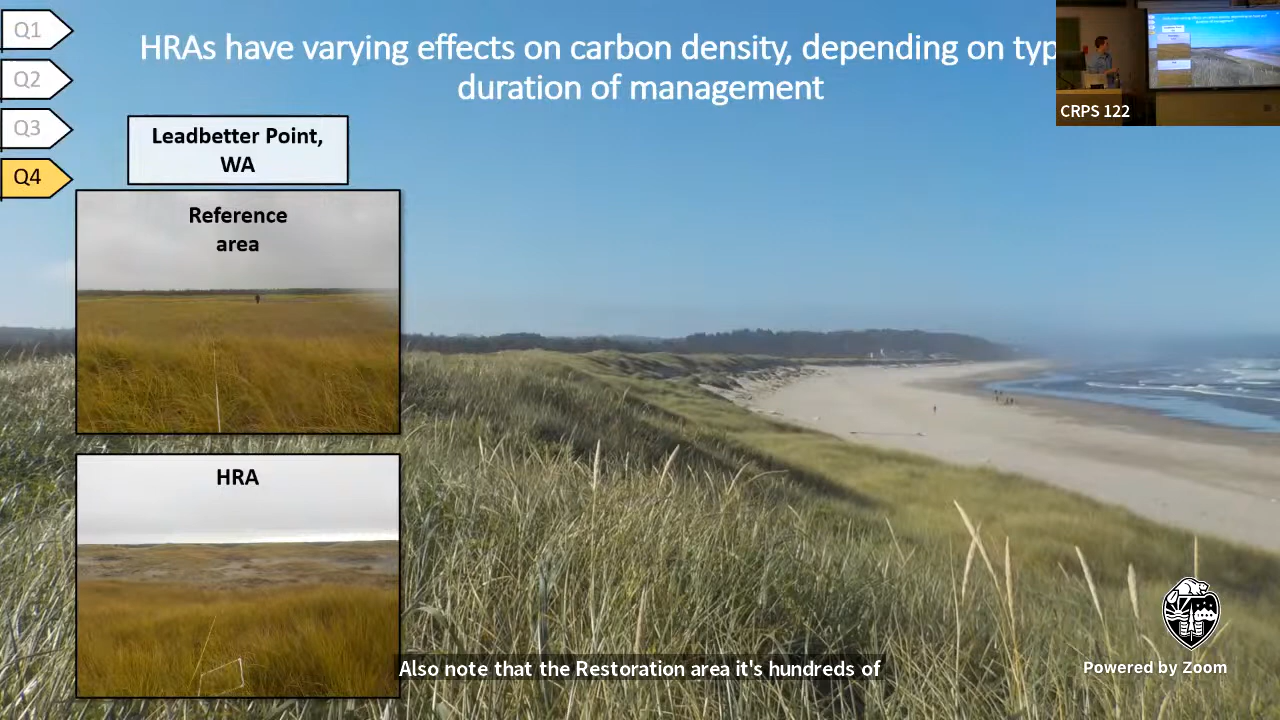 Q1
Q2
Q3
Q4
HRAs have varying effects on carbon density, depending on
duration of management
CRPS 122
Leadbetter Point,
WA
Reference
area
HRA
Also note that the Restoration area it's hundreds of
Powered by Zoom